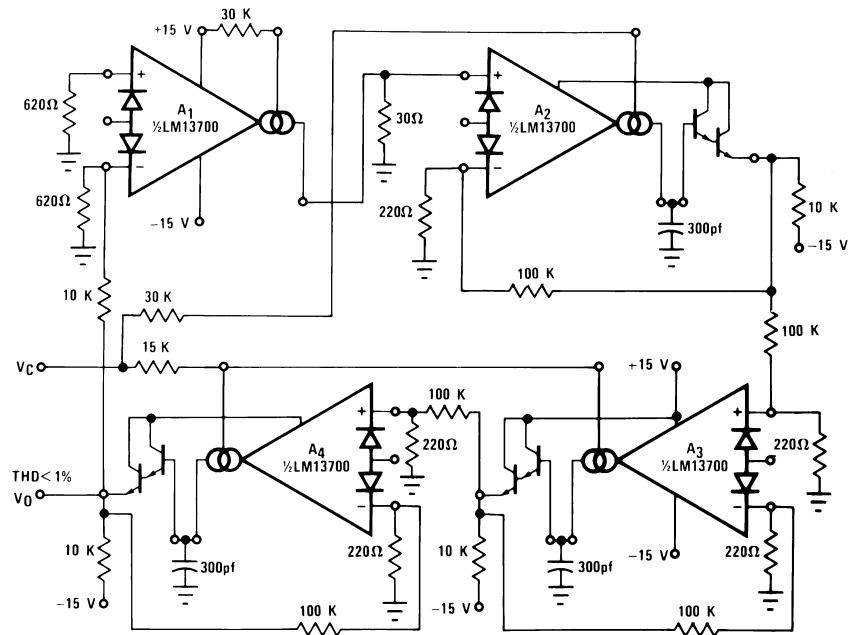 30 K
+15 V
+
620Ω
A1
½LM13700
−
620Ω
−15 V
30Ω
+
A2
½LM13700
−
220Ω
300pf
10 K
−15 V
100 K
10 K
30 K
100 K
VC
15 K
+15 V
100 K
+
A4
½LM13700
−
220Ω
+
A3
½LM13700
−
220Ω
THD<1%
VO
10 K
−15 V
300pf
220Ω
100 K
10 K
−15 V
300pf
−15 V
220Ω
100 K